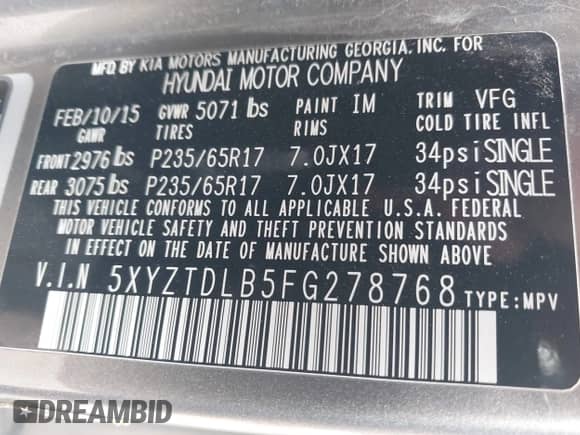 MFD BY KIA MOTORS MANUFACTURING GEORGIA, INC. FOR
HYUNDAI MOTOR COMPANY
FEB/10/15 GVWR 5071 lbs PAINT IM TRIM VFG
GAWR TIRES RIMS COLD TIRE INFL
FRONT 2976 lbs P235/65R17 7.0JX17 34psi SINGLE
REAR 3075 lbs P235/65R17 7.0JX17 34psi SINGLE
THIS VEHICLE CONFORMS TO ALL APPLICABLE U.S.A. FEDERAL
MOTOR VEHICLE SAFETY AND THEFT PREVENTION STANDARDS
IN EFFECT ON THE DATE OF MANUFACTURE SHOWN ABOVE
V.I.N 5XYZTDLB5FG278768 TYPE:MPV
DREAMBID